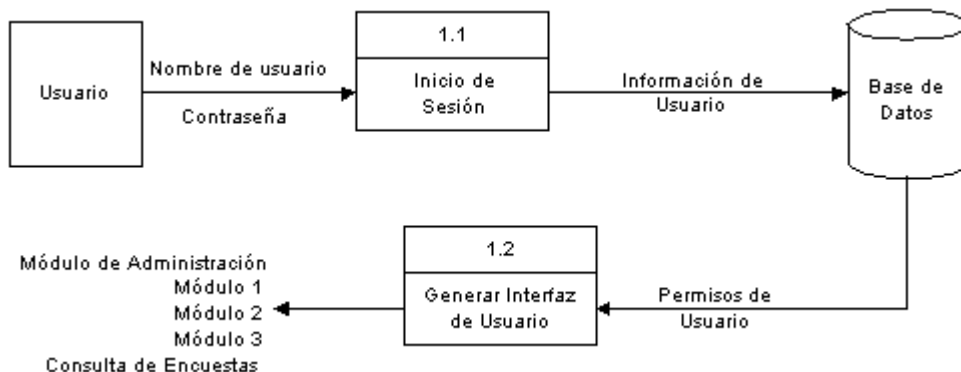 Usuario
Nombre de usuario
Contraseña
1.1
Inicio de
Sesión
Información de
Usuario
Base de
Datos
Módulo de Administración
Módulo 1
Módulo 2
Módulo 3
Consulta de Encuestas
1.2
Generar Interfaz
de Usuario
Permisos de
Usuario